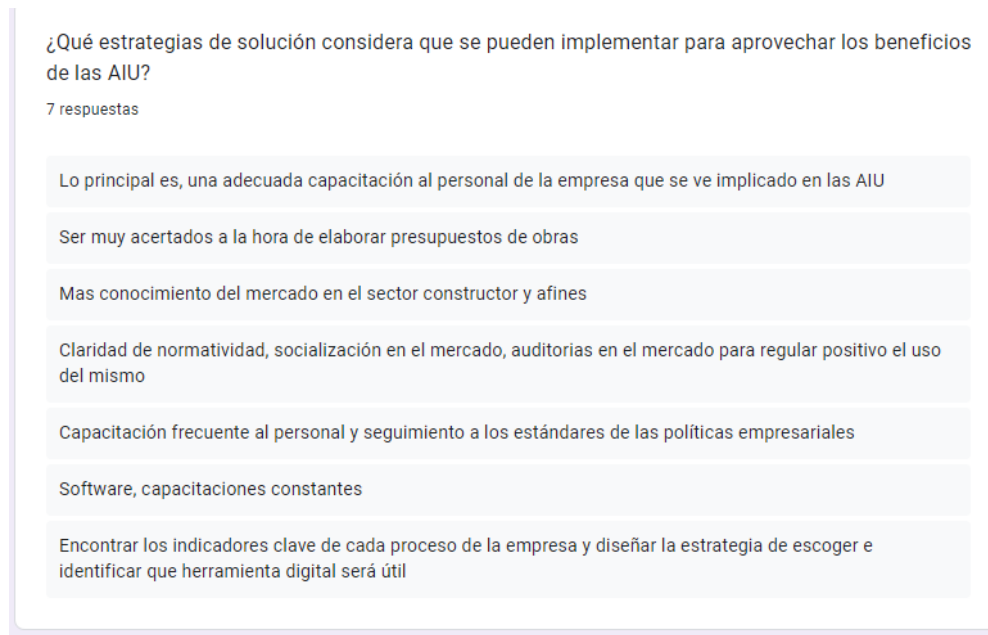 ¿Qué estrategias de solución considera que se pueden implementar para aprovechar los beneficios
de las AIU?
7 respuestas
Lo principal es, una adecuada capacitación al personal de la empresa que se ve implicado en las AIU
Ser muy acertados a la hora de elaborar presupuestos de obras
Mas conocimiento del mercado en el sector constructor y afines
Claridad de normatividad, socialización en el mercado, auditorias en el mercado para regular positivo el uso
del mismo
Capacitación frecuente al personal y seguimiento a los estándares de las políticas empresariales
Software, capacitaciones constantes
Encontrar los indicadores clave de cada proceso de la empresa y diseñar la estrategia de escoger e
identificar que herramienta digital será útil